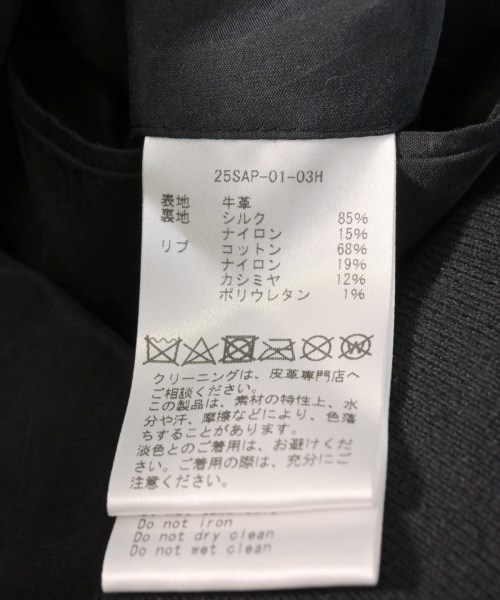 25SAP-01-03H
表地 牛革
裏地 シルク 85%
ナイロン 15%
リブ コットン 68%
ナイロン 19%
カシミヤ 12%
ポリウレタン 1%
クリーニングは、皮革専門店へ
ご相談ください。
この製品は、素材の特性上、水
分や汗、摩擦などにより、色落
ちすることがあります。
淡色とのご着用は、お避けくだ
さい。ご着用の際は、充分にご
注意ください。
Do not iron
Do not dry clean
Do not wet clean